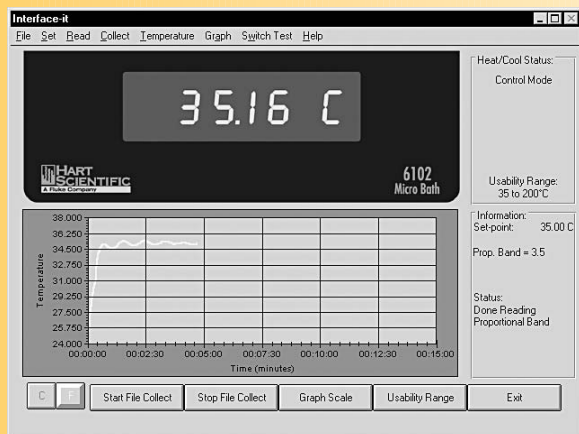 Interface-it
File Set Read Collect Temperature Graph Switch Test Help
35.16 C
HART
SCIENTIFIC
A Fluke Company
6102
Micro Bath
Heat/Cool Status:
Control Mode
Usability Range:
35 to 200°C
Information:
Set-point: 35.00 C
Prop. Band = 3.5
Status:
Done Reading
Proportional Band
Temperature
38.000
36.250
34.500
32.750
31.000
29.250
27.500
25.750
24.000
00:00:00 00:02:30 00:05:00 00:07:30 00:10:00 00:12:30 00:15:00
Time (minutes)
C F Start File Collect Stop File Collect Graph Scale Usability Range Exit